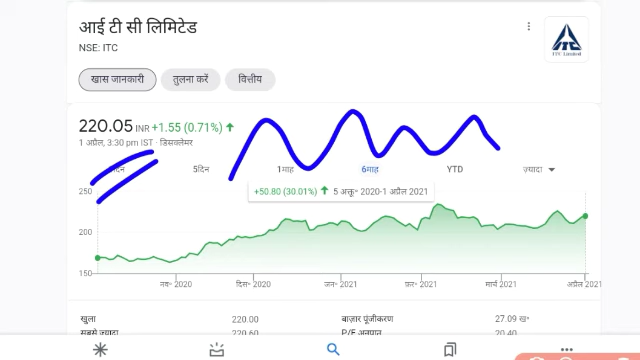 आई टी सी लिमिटेड
NSE: ITC
ITC Limited
खास जानकारी तुलना करें वित्तीय
220.05 INR +1.55 (0.71%)
1 अप्रैल, 3:30 pm IST · डिसक्लेमर
दिन 5दिन 1माह 6माह YTD ज़्यादा
+50.80 (30.01%) 5 अक्तू॰ 2020-1 अप्रैल 2021
250
200
150
नव॰ 2020 दिस॰ 2020 जन॰ 2021 फ़र॰ 2021 मार्च 2021 अप्रैल 2021
खुला 220.00 बाज़ार पूंजीकरण 27.09 ख॰
सबसे ज़्यादा 220.60 P/E अनुपात 20.40